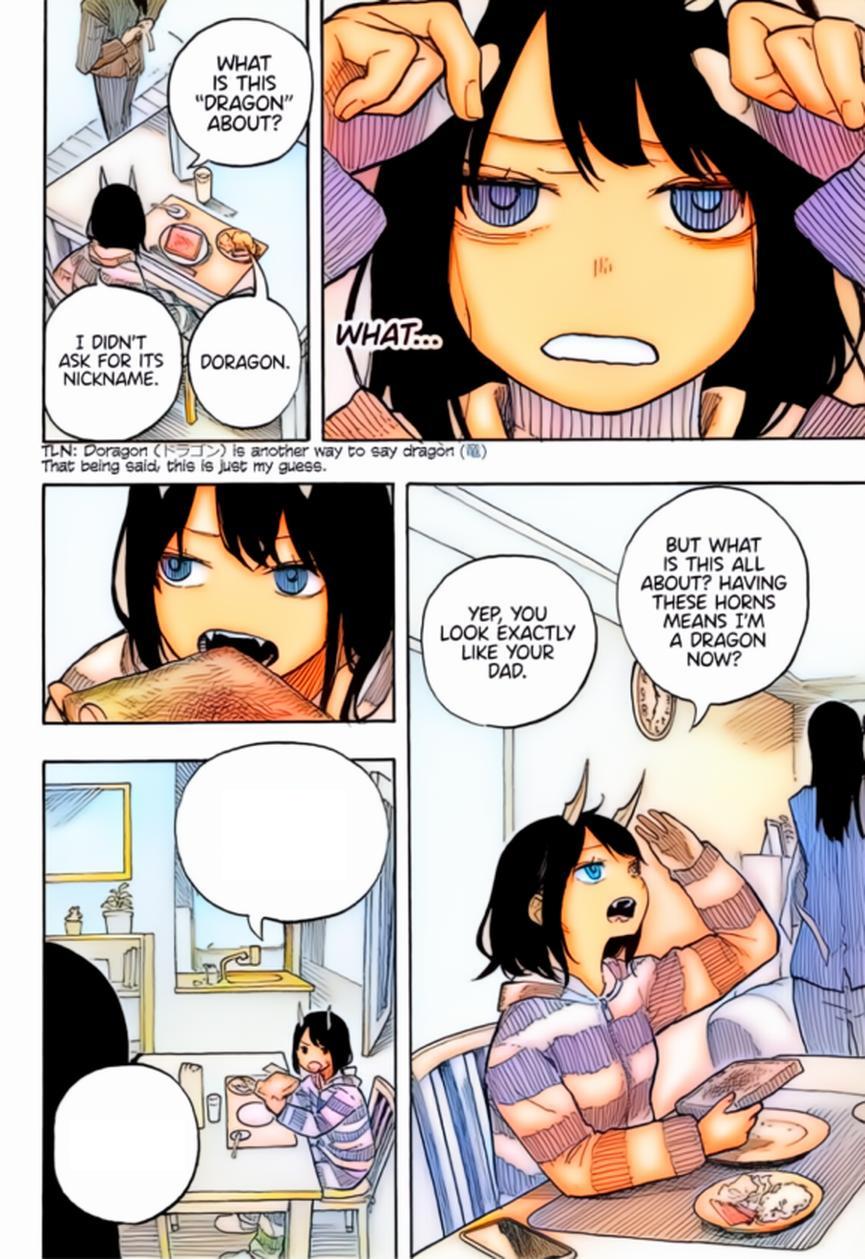 WHAT...
WHAT
IS THIS
"DRAGON"
ABOUT?
DORAGON.
I DIDN'T
ASK FOR ITS
NICKNAME.
TLN: Doragon (ドラゴン) is another way to say dragon (竜)
That being said, this is just my guess.
BUT WHAT
IS THIS ALL
ABOUT? HAVING
THESE HORNS
MEANS I'M
A DRAGON
NOW?
YEP, YOU
LOOK EXACTLY
LIKE YOUR
DAD.